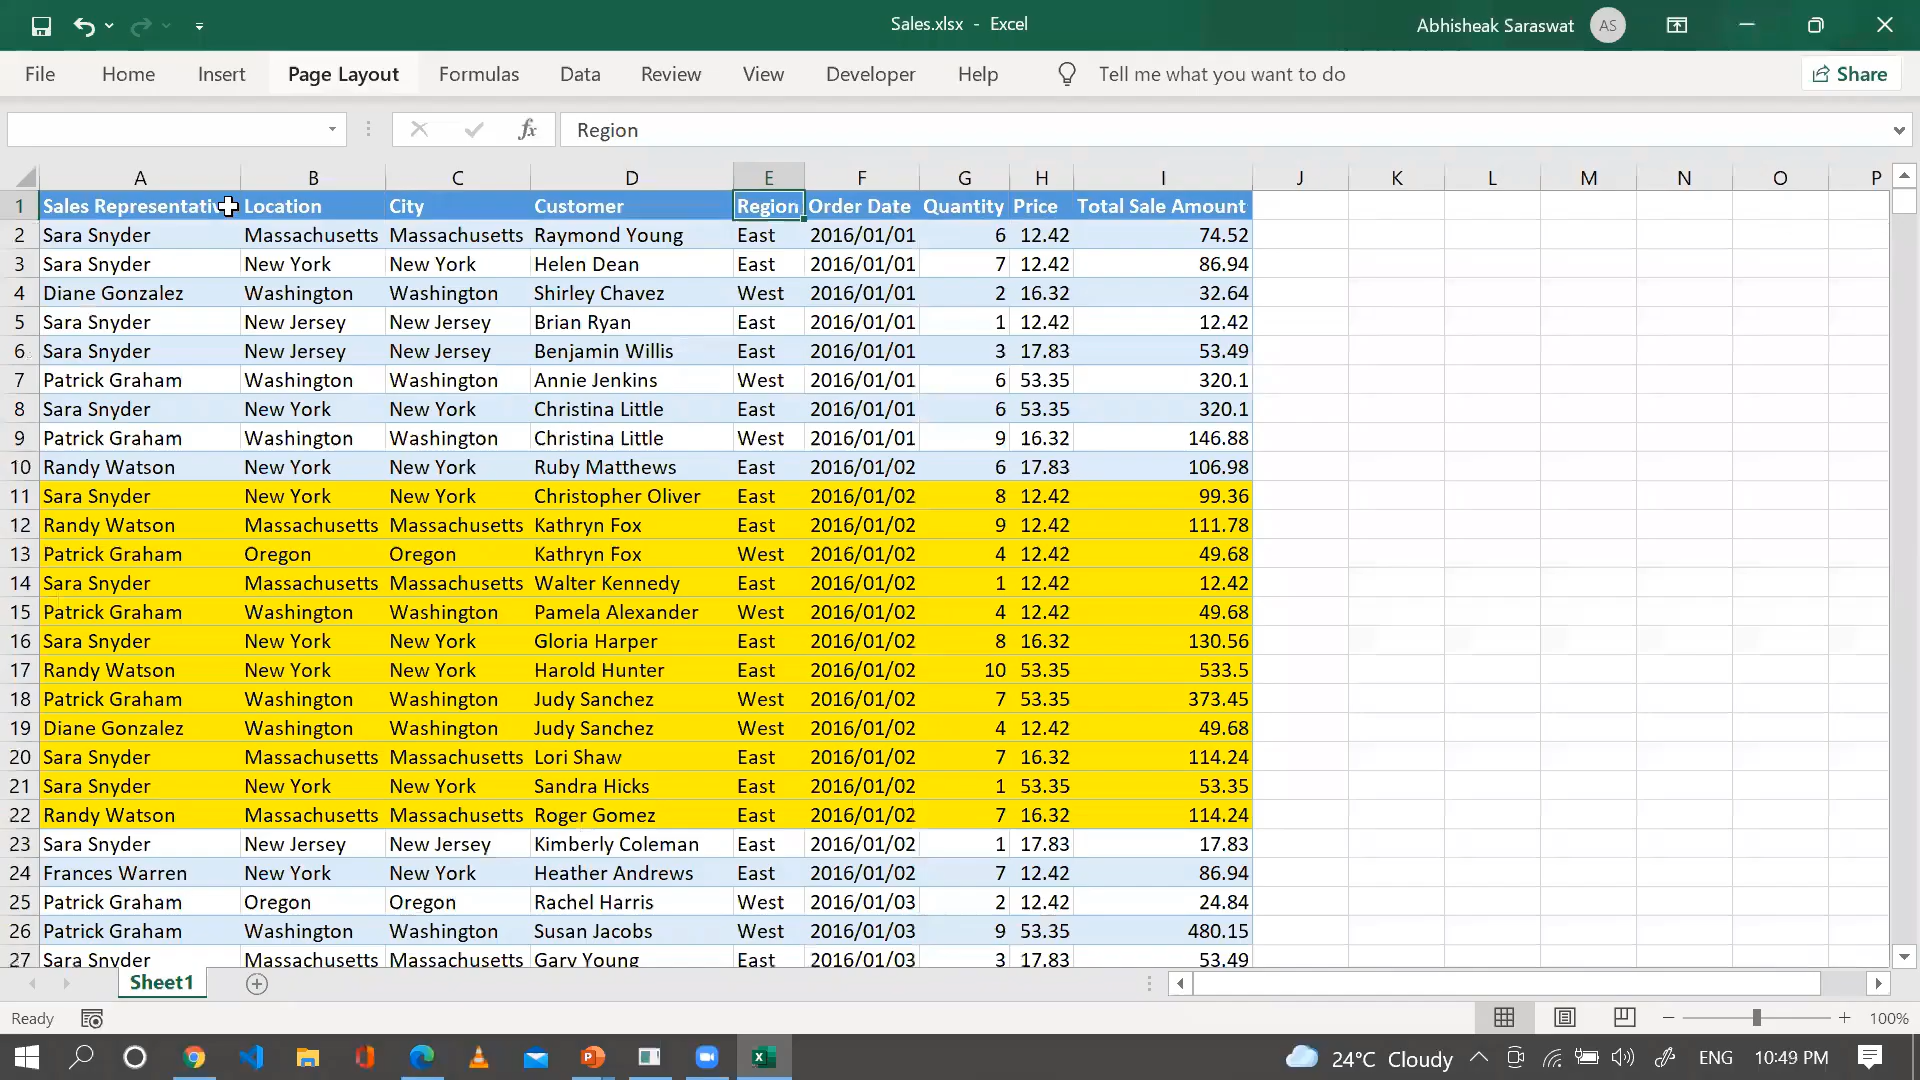 Sales.xlsx - Excel
Abhisheak Saraswat AS
File Home Insert Page Layout Formulas Data Review View Developer Help Tell me what you want to do Share
fx Region
A B C D E F G H I J K L M N O P
1 Sales Representativ Location City Customer Region Order Date Quantity Price Total Sale Amount
2 Sara Snyder Massachusetts Massachusetts Raymond Young East 2016/01/01 6 12.42 74.52
3 Sara Snyder New York New York Helen Dean East 2016/01/01 7 12.42 86.94
4 Diane Gonzalez Washington Washington Shirley Chavez West 2016/01/01 2 16.32 32.64
5 Sara Snyder New Jersey New Jersey Brian Ryan East 2016/01/01 1 12.42 12.42
6 Sara Snyder New Jersey New Jersey Benjamin Willis East 2016/01/01 3 17.83 53.49
7 Patrick Graham Washington Washington Annie Jenkins West 2016/01/01 6 53.35 320.1
8 Sara Snyder New York New York Christina Little East 2016/01/01 6 53.35 320.1
9 Patrick Graham Washington Washington Christina Little West 2016/01/01 9 16.32 146.88
10 Randy Watson New York New York Ruby Matthews East 2016/01/02 6 17.83 106.98
11 Sara Snyder New York New York Christopher Oliver East 2016/01/02 8 12.42 99.36
12 Randy Watson Massachusetts Massachusetts Kathryn Fox East 2016/01/02 9 12.42 111.78
13 Patrick Graham Oregon Oregon Kathryn Fox West 2016/01/02 4 12.42 49.68
14 Sara Snyder Massachusetts Massachusetts Walter Kennedy East 2016/01/02 1 12.42 12.42
15 Patrick Graham Washington Washington Pamela Alexander West 2016/01/02 4 12.42 49.68
16 Sara Snyder New York New York Gloria Harper East 2016/01/02 8 16.32 130.56
17 Randy Watson New York New York Harold Hunter East 2016/01/02 10 53.35 533.5
18 Patrick Graham Washington Washington Judy Sanchez West 2016/01/02 7 53.35 373.45
19 Diane Gonzalez Washington Washington Judy Sanchez West 2016/01/02 4 12.42 49.68
20 Sara Snyder Massachusetts Massachusetts Lori Shaw East 2016/01/02 7 16.32 114.24
21 Sara Snyder New York New York Sandra Hicks East 2016/01/02 1 53.35 53.35
22 Randy Watson Massachusetts Massachusetts Roger Gomez East 2016/01/02 7 16.32 114.24
23 Sara Snyder New Jersey New Jersey Kimberly Coleman East 2016/01/02 1 17.83 17.83
24 Frances Warren New York New York Heather Andrews East 2016/01/02 7 12.42 86.94
25 Patrick Graham Oregon Oregon Rachel Harris West 2016/01/03 2 12.42 24.84
26 Patrick Graham Washington Washington Susan Jacobs West 2016/01/03 9 53.35 480.15
27 Sara Snyder Massachusetts Massachusetts Gary Young East 2016/01/03 3 17.83 53.49
Sheet1
Ready 100%
24°C Cloudy ENG 10:49 PM